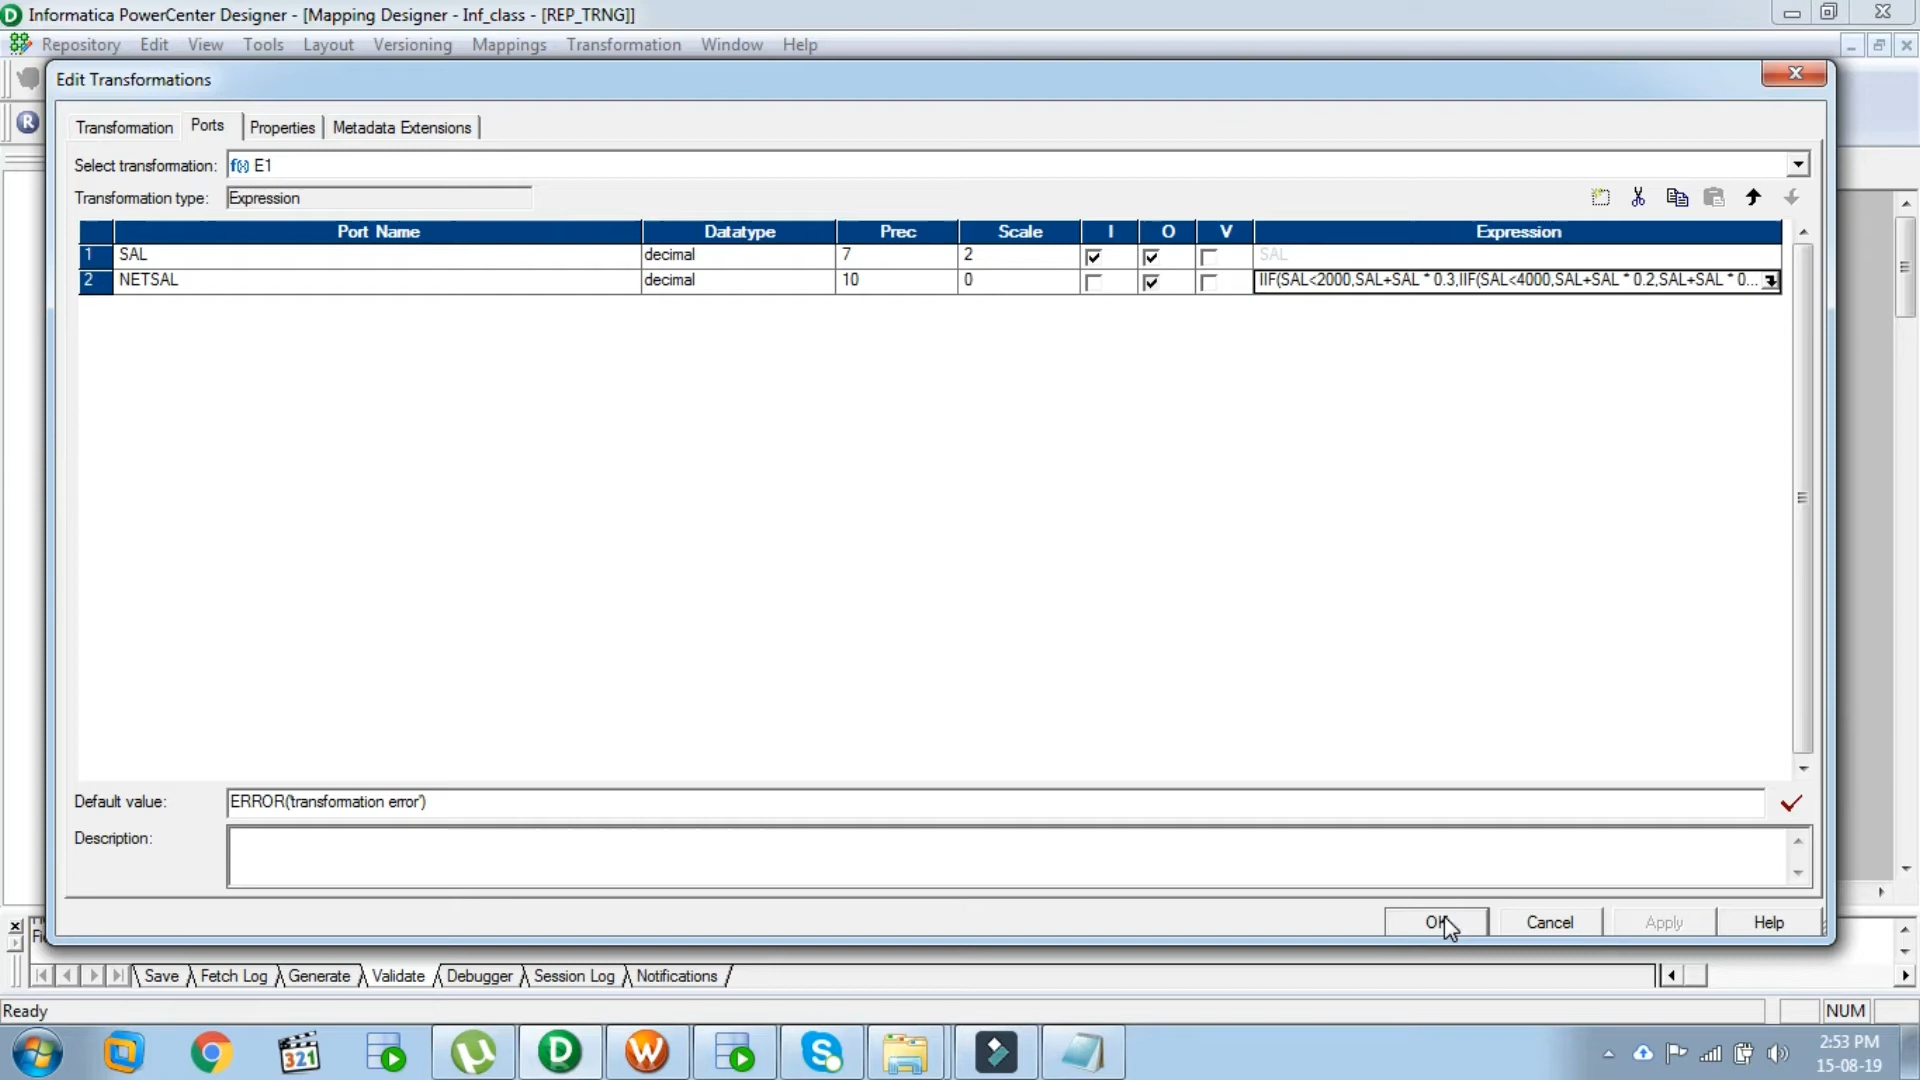 Informatica PowerCenter Designer - [Mapping Designer - Inf_class - [REP_TRNG]]
Repository Edit View Tools Layout Versioning Mappings Transformation Window Help
Edit Transformations
Transformation Ports Properties Metadata Extensions
Select transformation: f(x) E1
Transformation type: Expression
Port Name Datatype Prec Scale I O V Expression
1 SAL decimal 7 2 SAL
2 NETSAL decimal 10 0 IIF(SAL<2000,SAL+SAL * 0.3,IIF(SAL<4000,SAL+SAL * 0.2,SAL+SAL * 0...
Default value: ERROR('transformation error')
Description:
OK Cancel Apply Help
Save Fetch Log Generate Validate Debugger Session Log Notifications
Ready NUM
321
2:53 PM
15-08-19